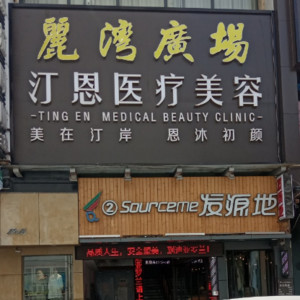 麗灣廣場
汀恩医疗美容
-TING EN MEDICAL BEAUTY CLINIC-
美在汀岸 恩沐初颜
② Sourceme 发源地